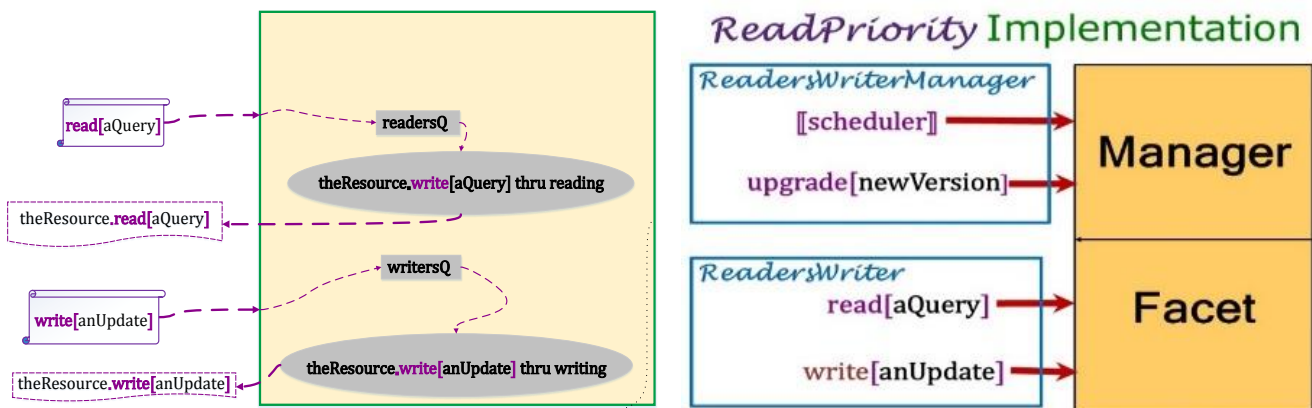 read[aQuery]
readersQ
theResource.write[aQuery] thru reading
theResource.read[aQuery]
writersQ
write[anUpdate]
theResource.write[anUpdate] thru writing
theResource.write[anUpdate]
ReadPriority Implementation
ReadersWriterManager
⟦scheduler⟧
upgrade[newVersion]
Manager
ReadersWriter
read[aQuery]
write[anUpdate]
Facet